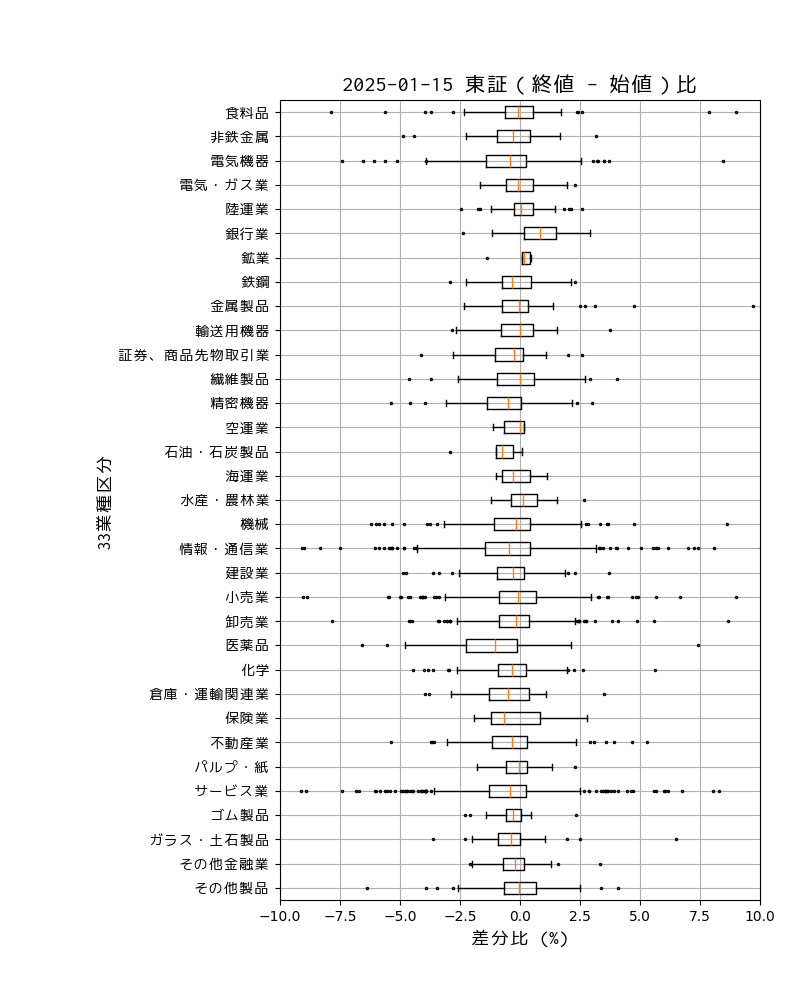 2025-01-15 東証 ( 終値 - 始値 ) 比
食料品
非鉄金属
電気機器
電気・ガス業
陸運業
銀行業
鉱業
鉄鋼
金属製品
輸送用機器
証券、商品先物取引業
繊維製品
精密機器
空運業
石油・石炭製品
海運業
水産・農林業
機械
情報・通信業
建設業
小売業
卸売業
医薬品
化学
倉庫・運輸関連業
保険業
不動産業
パルプ・紙
サービス業
ゴム製品
ガラス・土石製品
その他金融業
その他製品
33業種区分
−10.0 −7.5 −5.0 −2.5 0.0 2.5 5.0 7.5 10.0
差分比 (%)